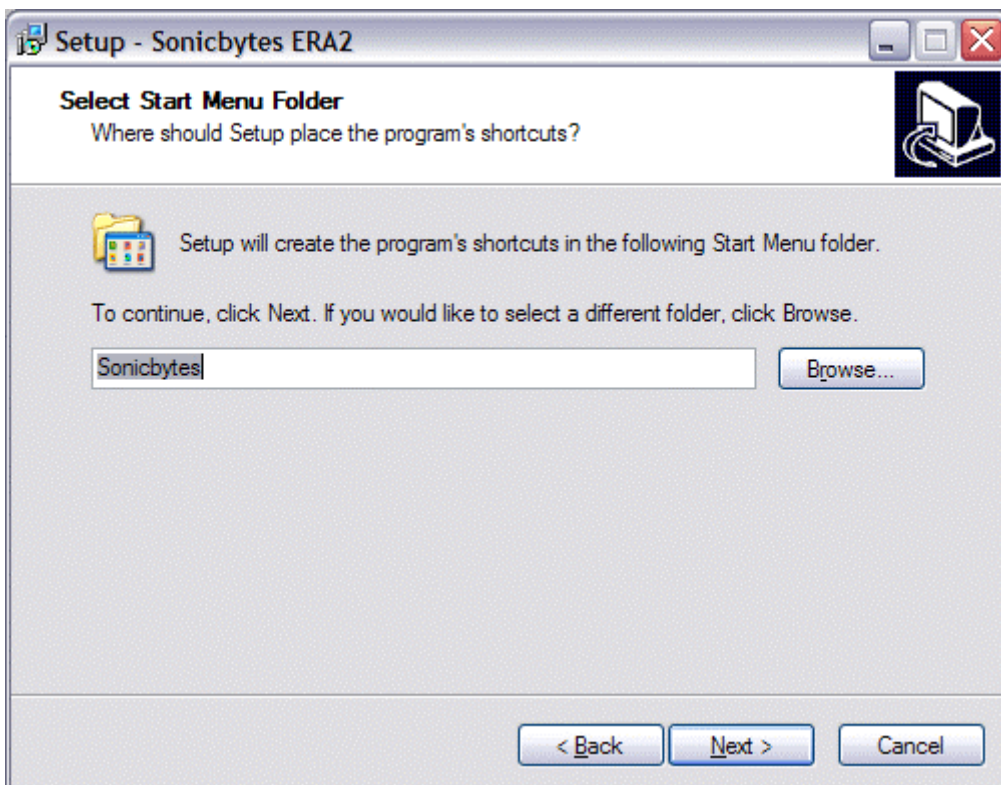 Setup - Sonicbytes ERA2
Select Start Menu Folder
Where should Setup place the program's shortcuts?
Setup will create the program's shortcuts in the following Start Menu folder.
To continue, click Next. If you would like to select a different folder, click Browse.
Sonicbytes
Browse...
< Back
Next >
Cancel